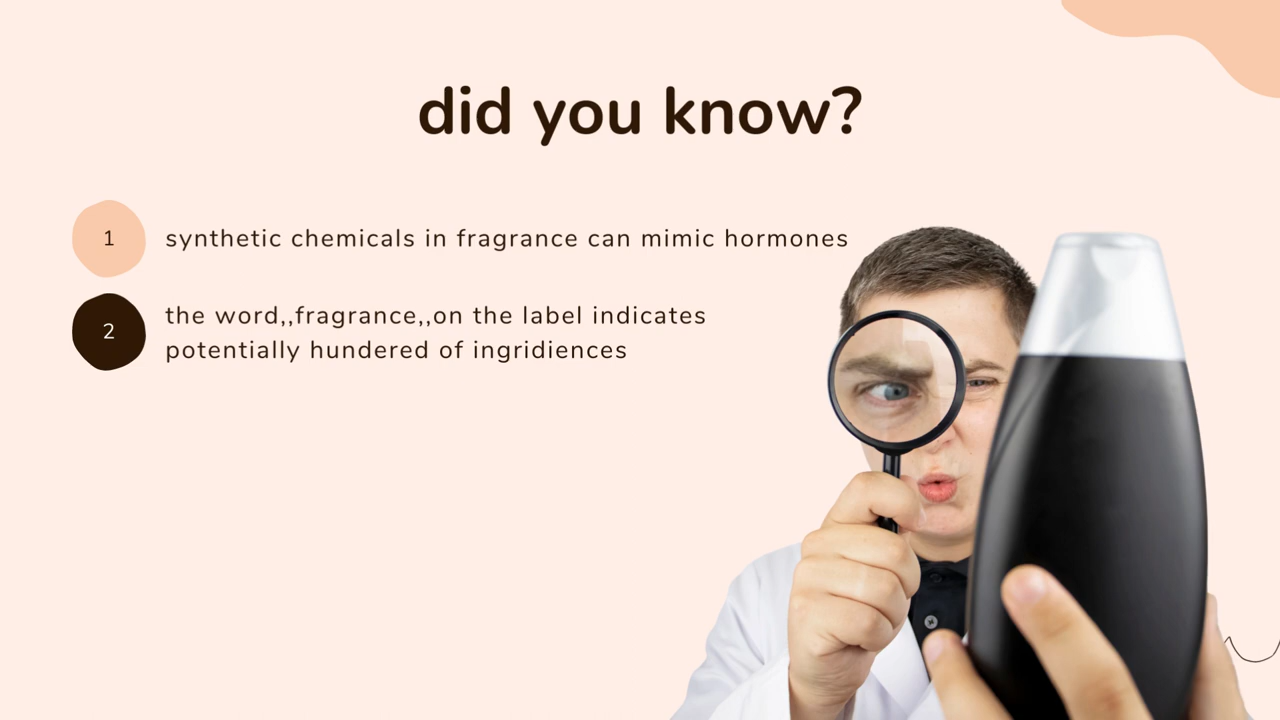 did you know?
1
synthetic chemicals in fragrance can mimic hormones
2
the word,,fragrance,,on the label indicates
potentially hundered of ingridiences